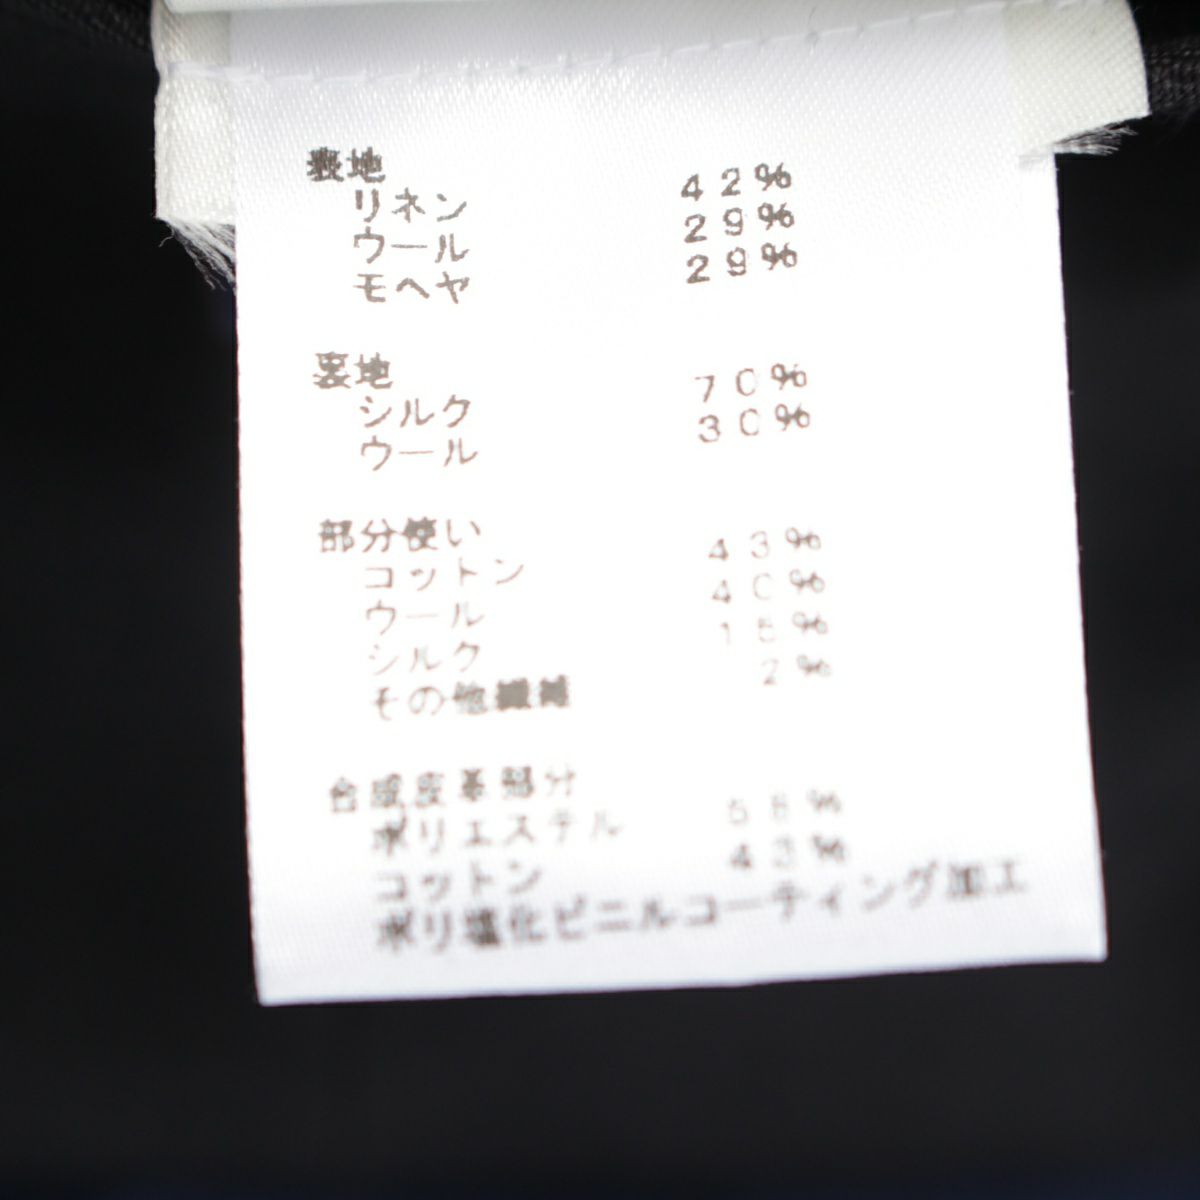 表地
リネン 42%
ウール 29%
モヘヤ 29%
裏地
シルク 70%
ウール 30%
部分使い
コットン 43%
ウール 40%
シルク 15%
その他繊維 2%
合成皮革部分
ポリエステル
コットン
ポリ塩化ビニルコーティング加工